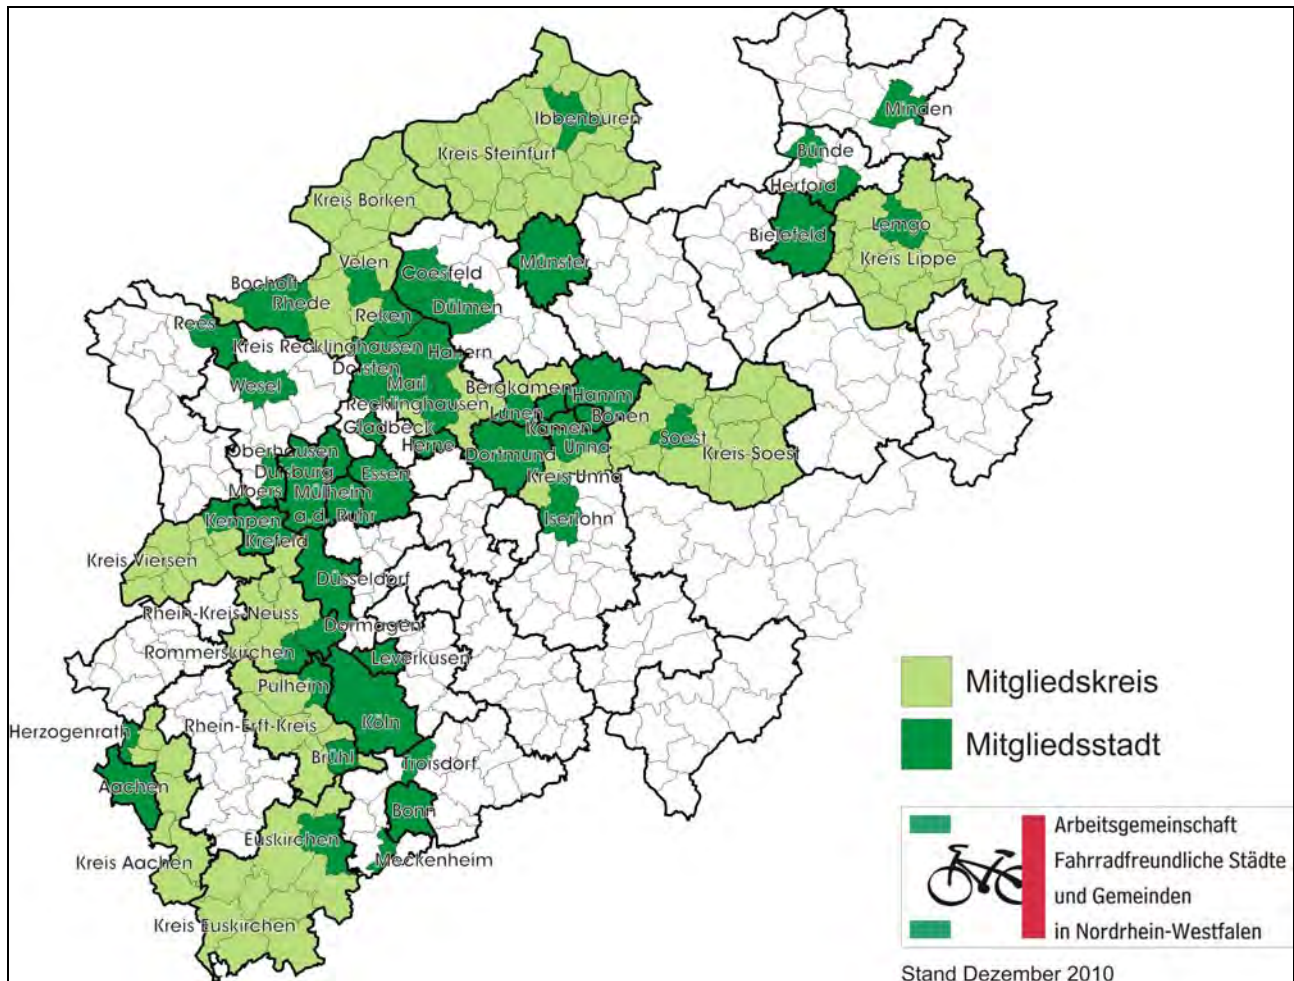 Minden
Ibbenbüren
Bünde
Kreis Steinfurt
Herford
Kreis Borken
Lemgo
Bielefeld
Kreis Lippe
Velen
Münster
Coesfeld
Bocholt
Rhede
Dülmen
Reken
Rees
Kreis Recklinghausen
Haltern
Dorsten
Wesel
Marl
Bergkamen
Hamm
Recklinghausen
Lünen
Bönen
Gladbeck
Kamen
Soest
Herne
Unna
Oberhausen
Dortmund
Kreis Soest
Duisburg
Essen
Kreis Unna
Moers
Mülheim
a.d. Ruhr
Kempen
Iserlohn
Krefeld
Kreis Viersen
Düsseldorf
Rhein-Kreis-Neuss
Dormagen
Rommerskirchen
Leverkusen
Pulheim
Rhein-Erft-Kreis
Köln
Herzogenrath
Brühl
Troisdorf
Aachen
Bonn
Euskirchen
Kreis Aachen
Meckenheim
Kreis Euskirchen
Mitgliedskreis
Mitgliedsstadt
Arbeitsgemeinschaft
Fahrradfreundliche Städte
und Gemeinden
in Nordrhein-Westfalen
Stand Dezember 2010